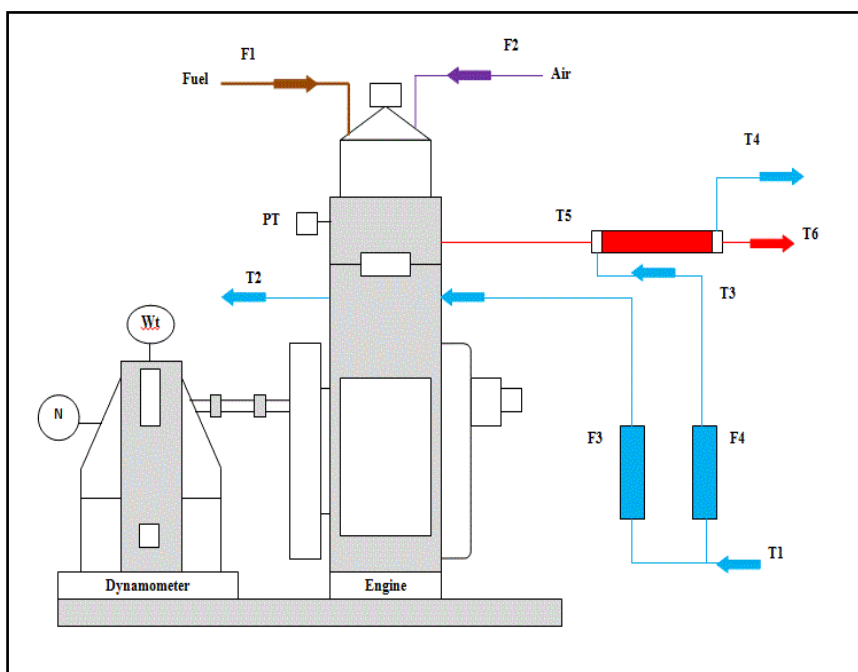 F1
F2
Fuel
Air
T4
PT
T5
T6
T2
T3
Wt
N
F3
F4
T1
Dynamometer
Engine